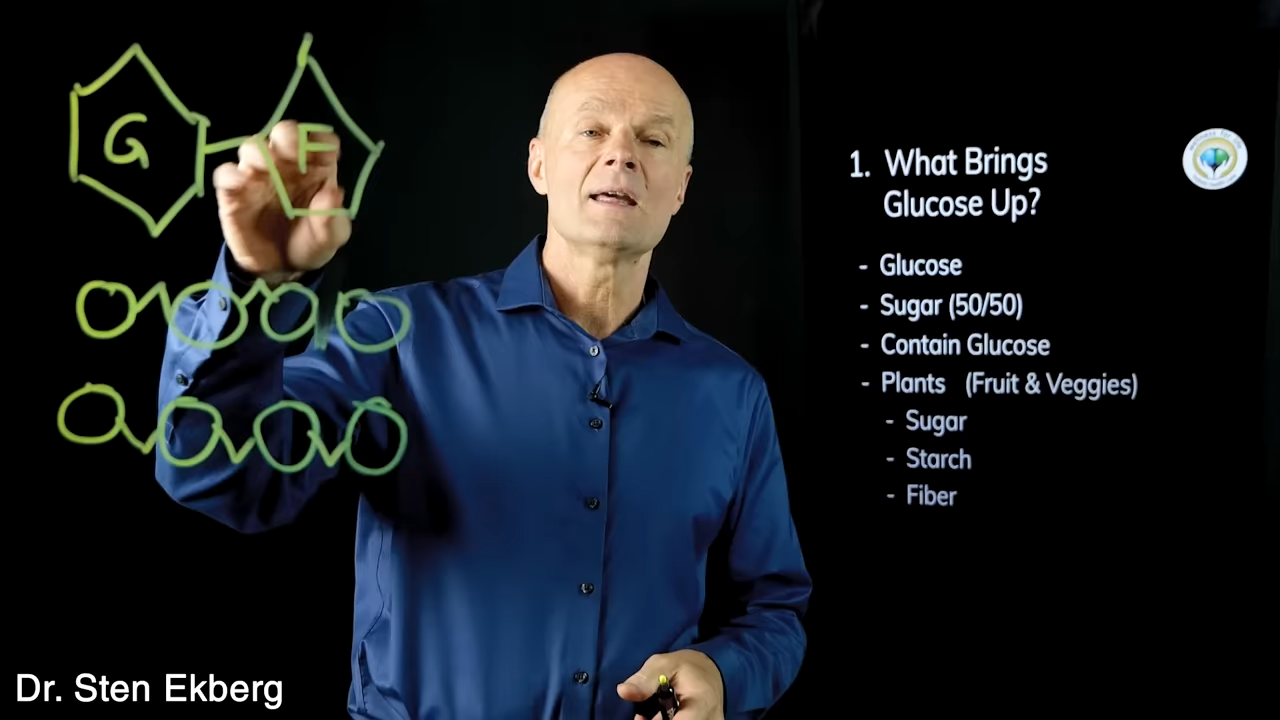 G F
1. What Brings
Glucose Up?
- Glucose
- Sugar (50/50)
- Contain Glucose
- Plants (Fruit & Veggies)
- Sugar
- Starch
- Fiber
Dr. Sten Ekberg